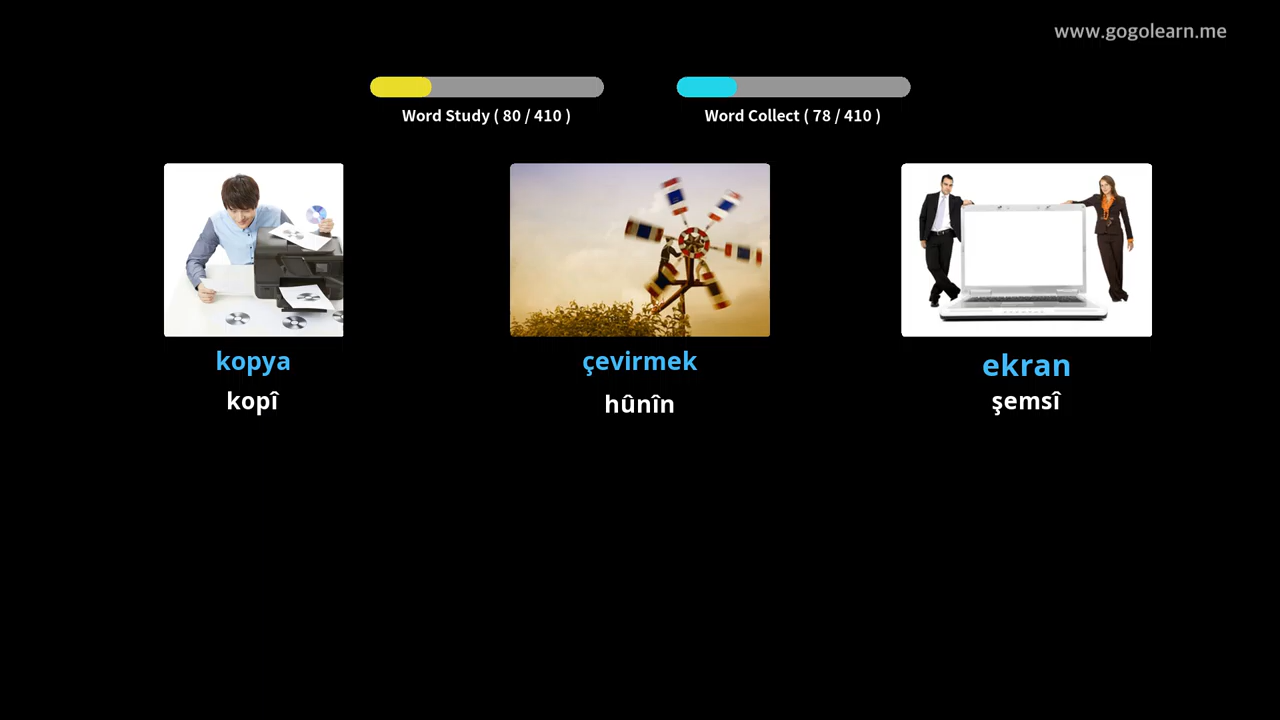 www.gogolearn.me
Word Study ( 80 / 410 )
Word Collect ( 78 / 410 )
kopya
kopî
çevirmek
hûnîn
ekran
şemsî